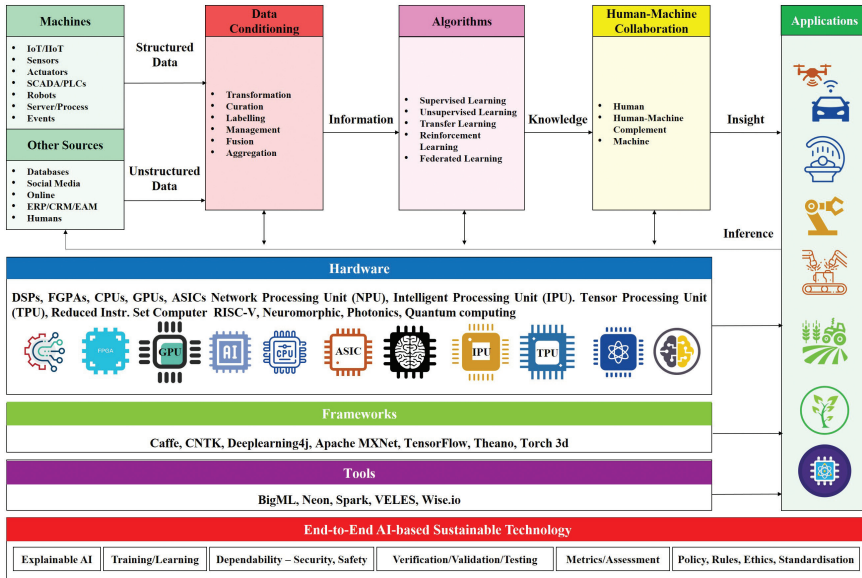 Machines
IoT/IIoT
Sensors
Actuators
SCADA/PLCs
Robots
Server/Process
Events
Other Sources
Databases
Social Media
Online
ERP/CRM/EAM
Humans
Structured
Data
Unstructured
Data
Data
Conditioning
Transformation
Curation
Labelling
Management
Fusion
Aggregation
Information
Algorithms
Supervised Learning
Unsupervised Learning
Transfer Learning
Reinforcement
Learning
Federated Learning
Knowledge
Human-Machine
Collaboration
Human
Human-Machine
Complement
Machine
Insight
Inference
Applications
Hardware
DSPs, FGPAs, CPUs, GPUs, ASICs Network Processing Unit (NPU), Intelligent Processing Unit (IPU). Tensor Processing Unit
(TPU), Reduced Instr. Set Computer RISC-V, Neuromorphic, Photonics, Quantum computing
FPGA
GPU
AI
CPU
ASIC
IPU
TPU
Frameworks
Caffe, CNTK, Deeplearning4j, Apache MXNet, TensorFlow, Theano, Torch 3d
Tools
BigML, Neon, Spark, VELES, Wise.io
End-to-End AI-based Sustainable Technology
Explainable AI
Training/Learning
Dependability – Security, Safety
Verification/Validation/Testing
Metrics/Assessment
Policy, Rules, Ethics, Standardisation